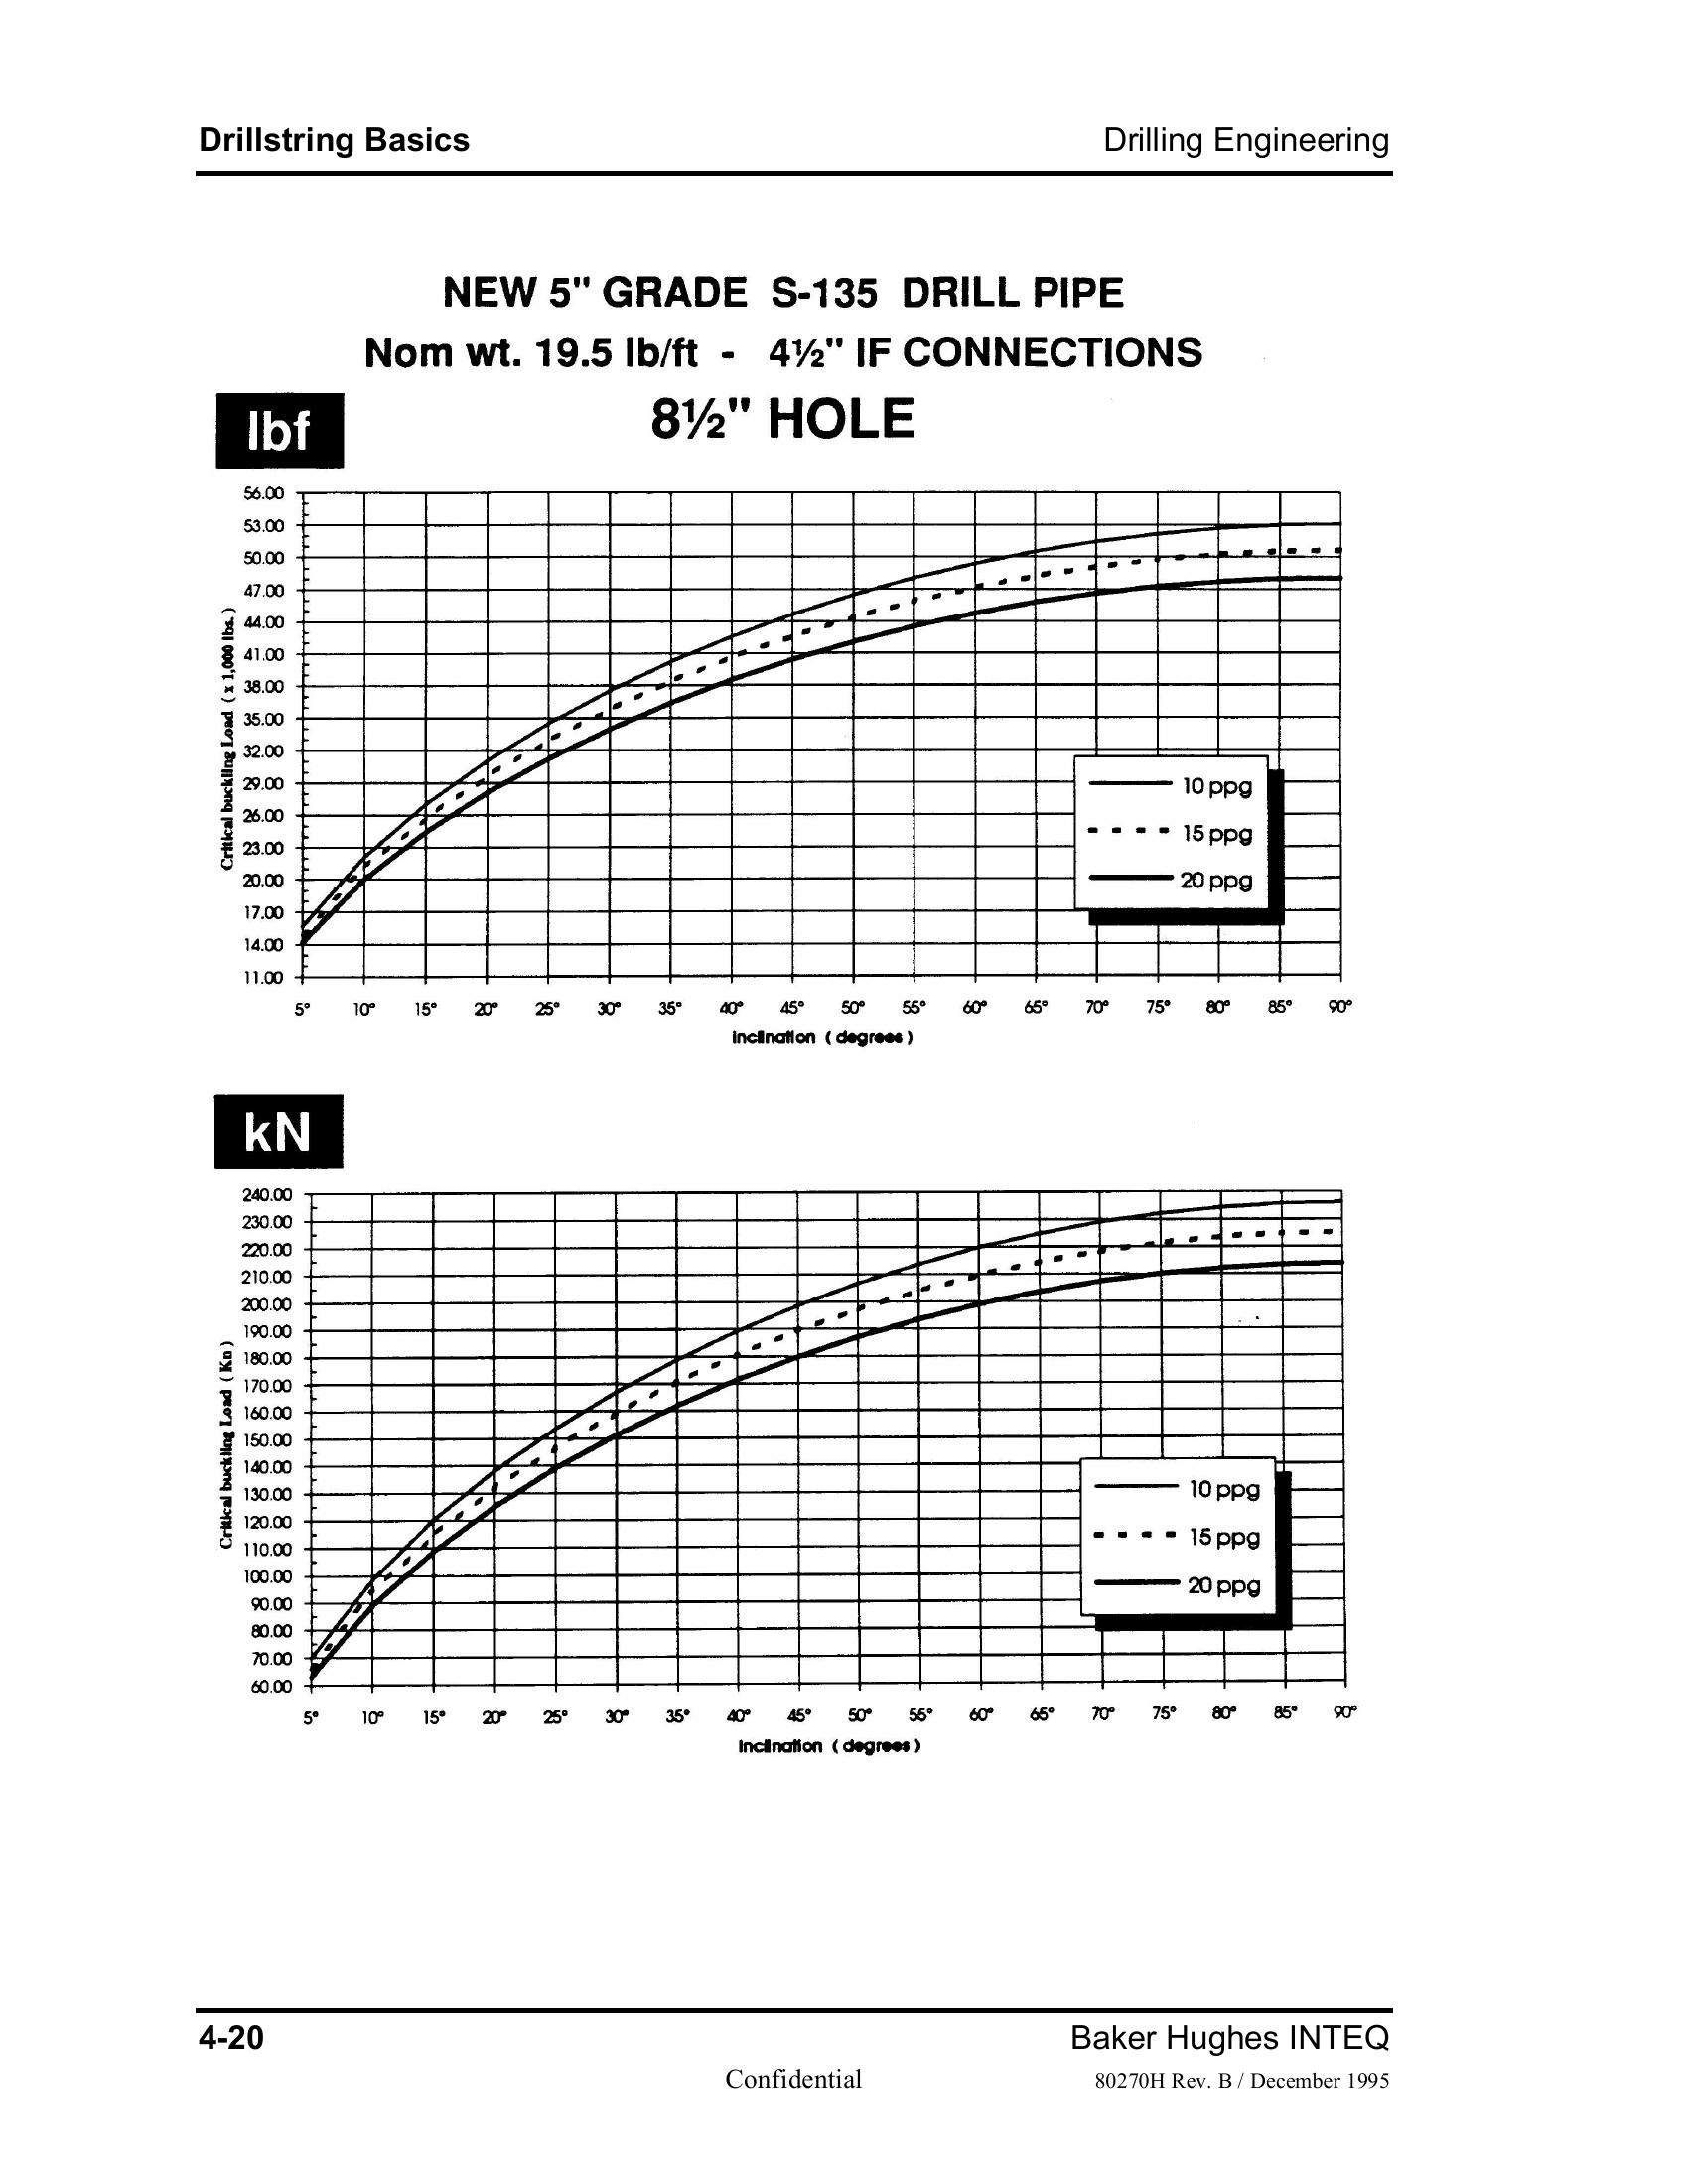 Drillstring Basics Drilling Engineering
NEW 5" GRADE S-135 DRILL PIPE
Nom wt. 19.5 lb/ft - 4½" IF CONNECTIONS
8½" HOLE
lbf
56.00
53.00
50.00
47.00
44.00
41.00
38.00
35.00
32.00
29.00
26.00
23.00
20.00
17.00
14.00
11.00
Critical buckling Load ( x 1,000 lbs.)
10 ppg
15 ppg
20 ppg
5° 10° 15° 20° 25° 30° 35° 40° 45° 50° 55° 60° 65° 70° 75° 80° 85° 90°
Inclination ( degrees )
kN
240.00
230.00
220.00
210.00
200.00
190.00
180.00
170.00
160.00
150.00
140.00
130.00
120.00
110.00
100.00
90.00
80.00
70.00
60.00
Critical buckling Load ( Kn )
10 ppg
15 ppg
20 ppg
5° 10° 15° 20° 25° 30° 35° 40° 45° 50° 55° 60° 65° 70° 75° 80° 85° 90°
Inclination ( degrees )
4-20 Baker Hughes INTEQ
Confidential 80270H Rev. B / December 1995